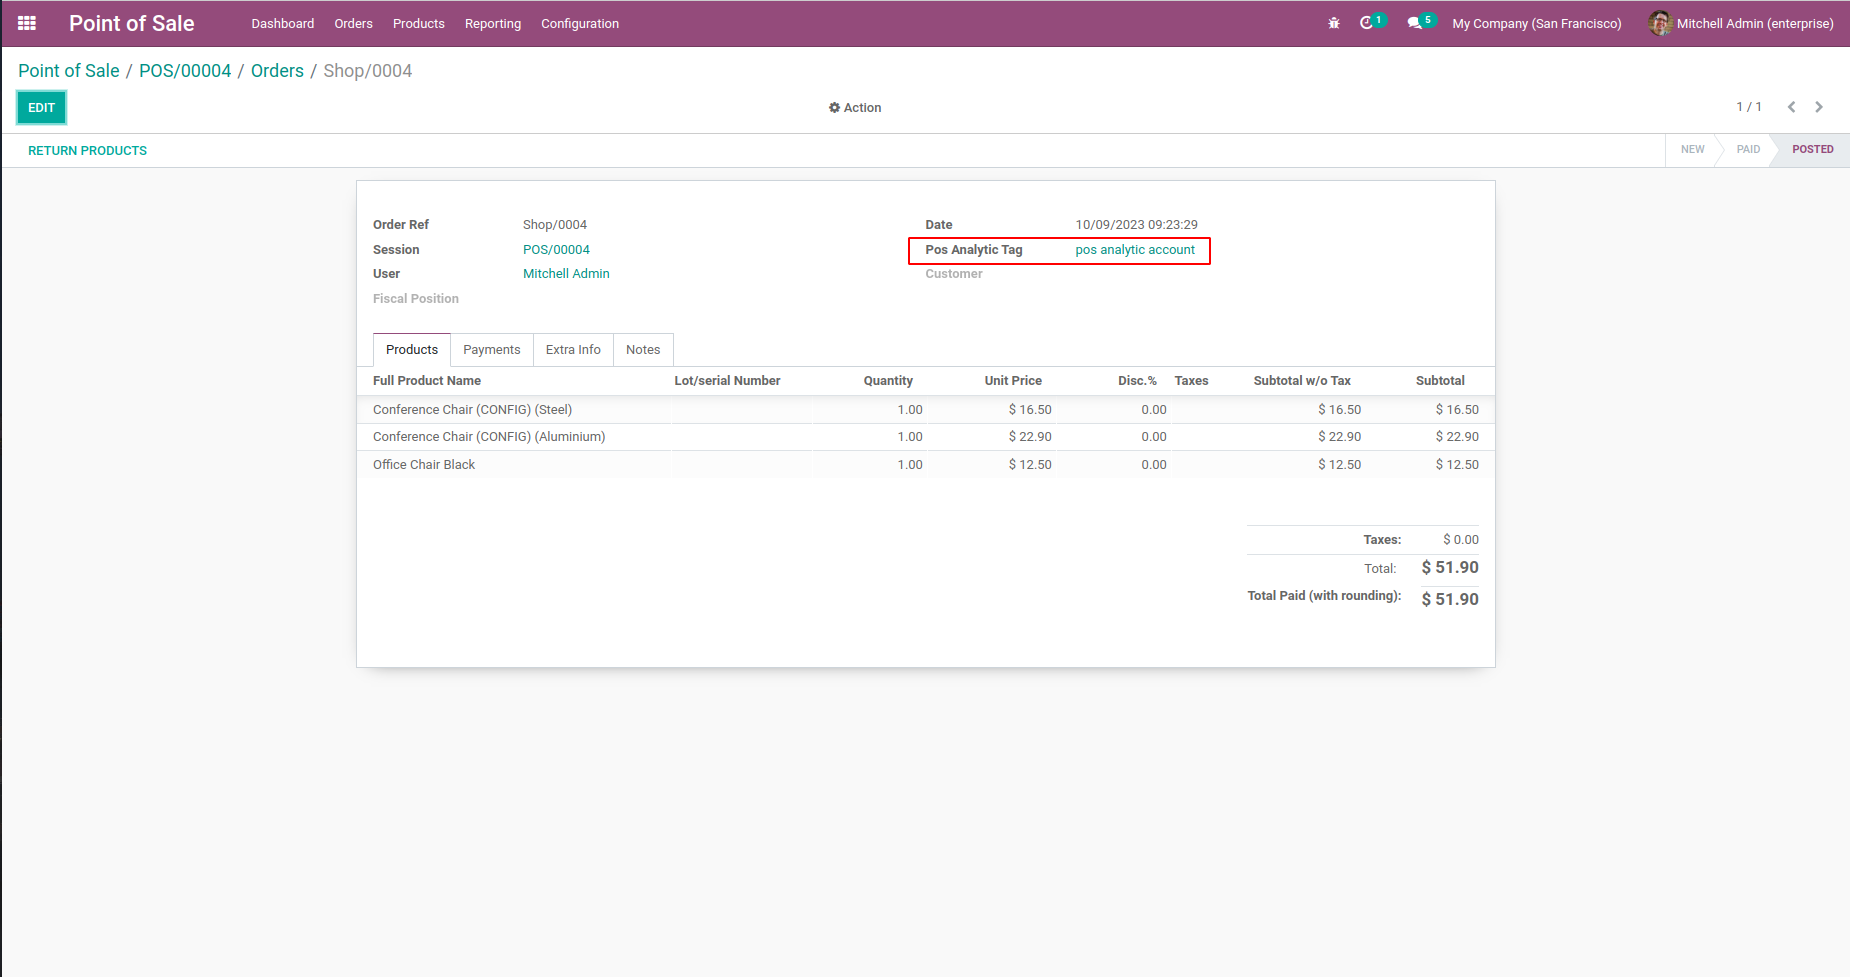 Point of Sale Dashboard Orders Products Reporting Configuration 1 5 My Company (San Francisco) Mitchell Admin (enterprise)
Point of Sale / POS/00004 / Orders / Shop/0004
EDIT Action 1 / 1
RETURN PRODUCTS NEW PAID POSTED
Order Ref Shop/0004 Date 10/09/2023 09:23:29
Session POS/00004 Pos Analytic Tag pos analytic account
User Mitchell Admin Customer
Fiscal Position
Products Payments Extra Info Notes
Full Product Name Lot/serial Number Quantity Unit Price Disc.% Taxes Subtotal w/o Tax Subtotal
Conference Chair (CONFIG) (Steel) 1.00 $ 16.50 0.00 $ 16.50 $ 16.50
Conference Chair (CONFIG) (Aluminium) 1.00 $ 22.90 0.00 $ 22.90 $ 22.90
Office Chair Black 1.00 $ 12.50 0.00 $ 12.50 $ 12.50
Taxes: $ 0.00
Total: $ 51.90
Total Paid (with rounding): $ 51.90